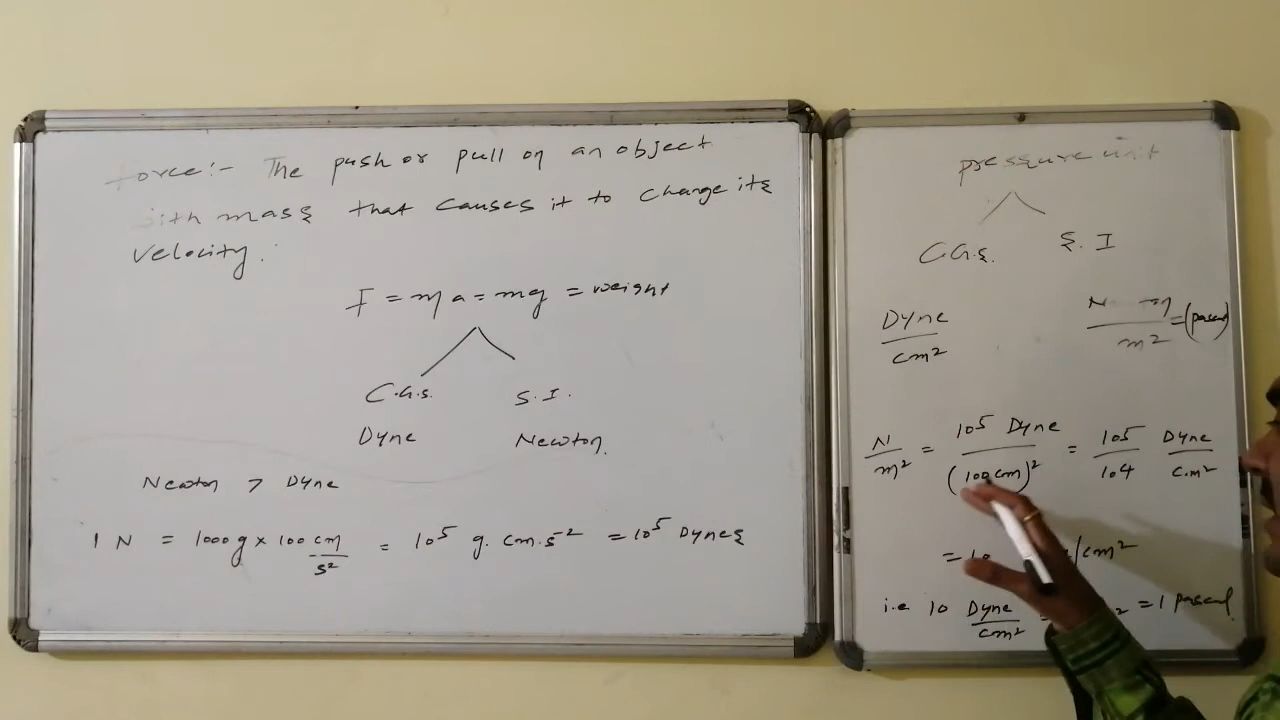 Force:- The push or pull on an object
with mass that causes it to change its
velocity.
F = ma = mg = weight
C.G.S. S.I.
Dyne Newton.
Newton > Dyne
1 N = 1000g × 100 cm/s² = 10⁵ g. cm.s⁻² = 10⁵ Dynes
pressure unit
C.G.S. S.I
Dyne/cm² N/m² = (pascal)
N/m² = 10⁵ Dyne/(100cm)² = 10⁵/10⁴ Dyne/cm²
= 10 /cm²
i.e 10 Dyne/cm² = 1 pascal